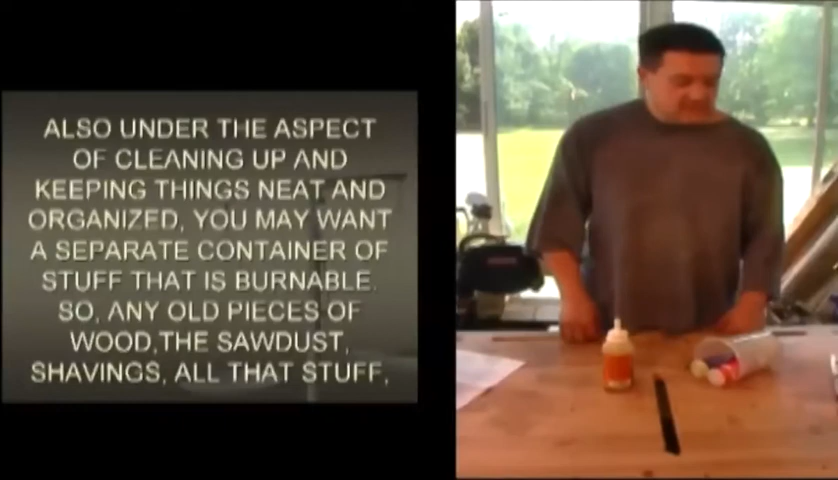 ALSO UNDER THE ASPECT
OF CLEANING UP AND
KEEPING THINGS NEAT AND
ORGANIZED, YOU MAY WANT
A SEPARATE CONTAINER OF
STUFF THAT IS BURNABLE.
SO, ANY OLD PIECES OF
WOOD,THE SAWDUST,
SHAVINGS, ALL THAT STUFF,